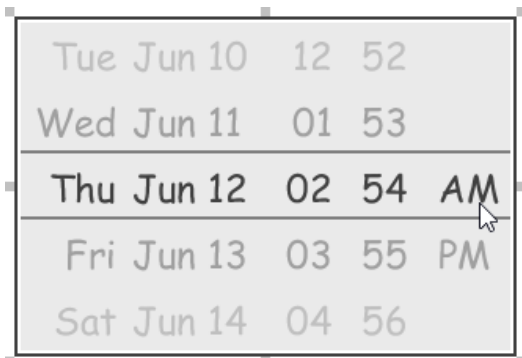 Tue Jun 10 12 52
Wed Jun 11 01 53
Thu Jun 12 02 54 AM
Fri Jun 13 03 55 PM
Sat Jun 14 04 56